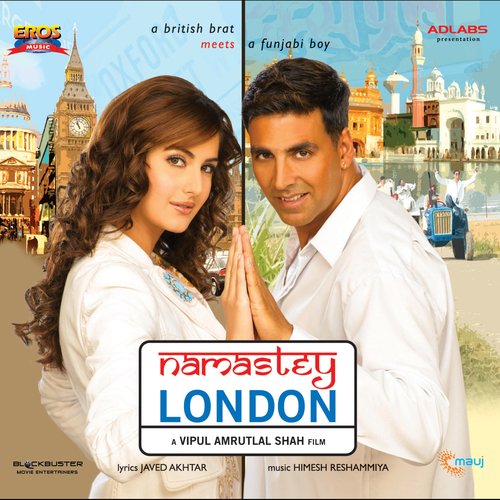 EROS
MUSIC
a british brat
meets a funjabi boy
ADLABS
presentation
OXFORD
namastey
LONDON
A VIPUL AMRUTLAL SHAH FILM
BLOCKBUSTER
MOVIE ENTERTAINERS
lyrics JAVED AKHTAR
music HIMESH RESHAMMIYA
mauj